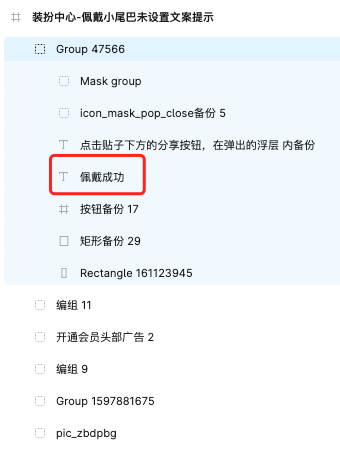 装扮中心-佩戴小尾巴未设置文案提示
Group 47566
Mask group
icon_mask_pop_close备份 5
点击贴子下方的分享按钮，在弹出的浮层 内备份
佩戴成功
按钮备份 17
矩形备份 29
Rectangle 161123945
编组 11
开通会员头部广告 2
编组 9
Group 1597881675
pic_zbdpbg